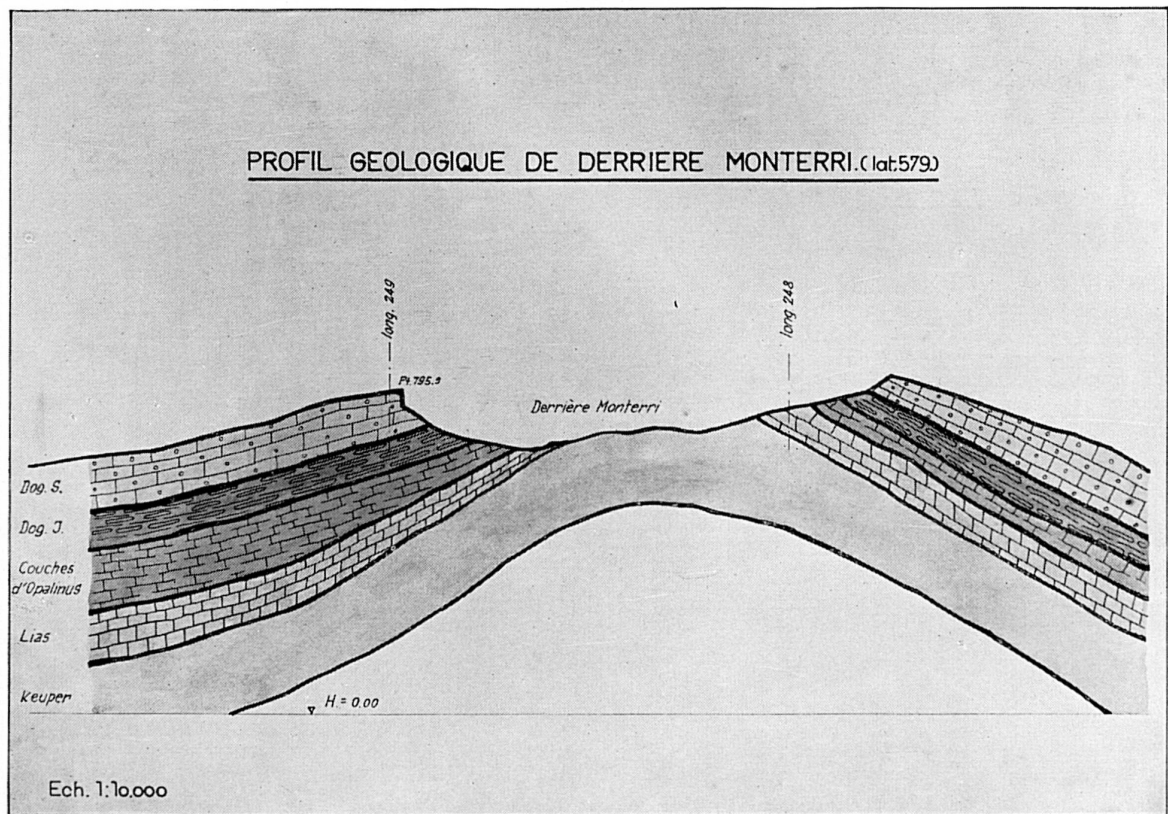 PROFIL GEOLOGIQUE DE DERRIERE MONTERRI. (lat.579.)
long. 249
long 248
Pt. 795.9
Derrière Monterri
Dog. S.
Dog. J.
Couches
d'Opalinus
Lias
Keuper
H. = 0.00
Ech. 1:10.000